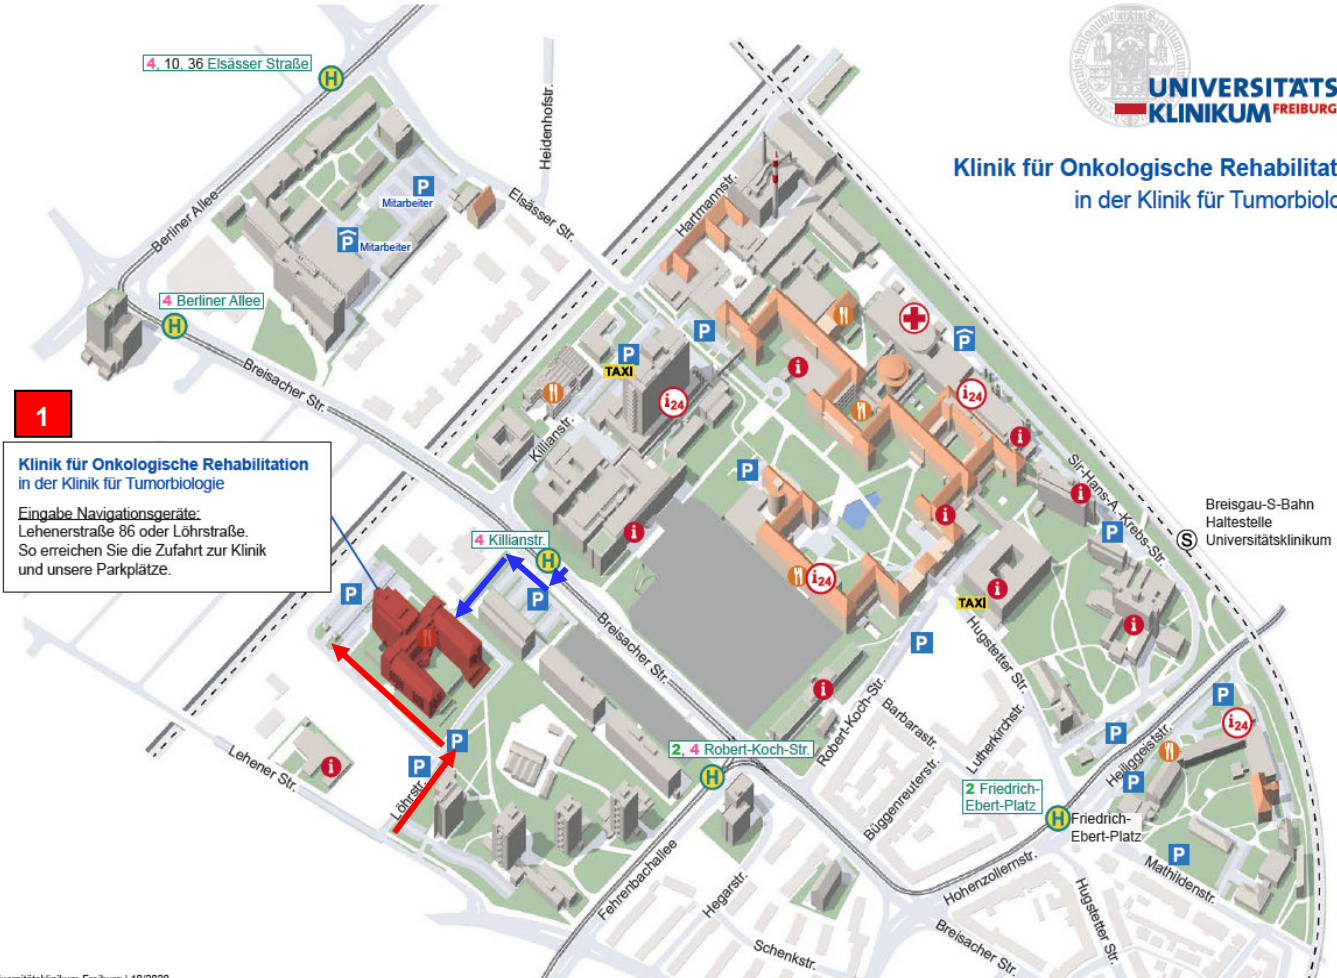 4, 10, 36 Elsässer Straße
H
UNIVERSITÄTS
KLINIKUM FREIBURG
Klinik für Onkologische Rehabilitat
in der Klinik für Tumorbiolo
Heidenhofstr.
Hartmannstr.
P
Mitarbeiter
Elsässer Str.
Berliner Allee
P
Mitarbeiter
4 Berliner Allee
H
P
P
P
TAXI
i
Breisacher Str.
i24
i24
1
Killianstr.
i
Klinik für Onkologische Rehabilitation
in der Klinik für Tumorbiologie
Eingabe Navigationsgeräte:
Lehenerstraße 86 oder Löhrstraße.
So erreichen Sie die Zufahrt zur Klinik
und unsere Parkplätze.
P
Sir-Hans-A.-Krebs-Str.
i
i
Breisgau-S-Bahn
Haltestelle
Universitätsklinikum
S
i
P
4 Killianstr.
H
i24
P
P
TAXI
i
i
Breisacher Str.
Hugstetter Str.
P
i
Robert-Koch-Str.
Barbarastr.
Lutherkirchstr.
P
i24
P
Heiliggeiststr.
2, 4 Robert-Koch-Str.
H
Lehener Str.
i
P
P
Löhrstr.
Büggenreuterstr.
P
2 Friedrich-
Ebert-Platz
H
Friedrich-
Ebert-Platz
P
Mathildenstr.
Fehrenbachallee
Hegarstr.
Hohenzollernstr.
Hugstetter Str.
Schenkstr.
Breisacher Str.